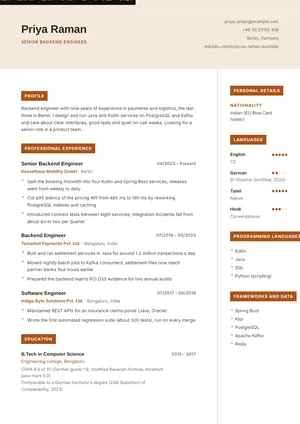 Priya Raman
SENIOR BACKEND ENGINEER
priya.raman@example.com
Berlin, Germany
linkedin.com/in/priya-raman-example
PROFILE
Backend engineer with nine years of experience in payments and logistics, the last
three in Berlin. I design and run Java and Kotlin services on PostgreSQL and Kafka,
and care about clear interfaces, good tests and quiet on-call weeks. Looking for a
senior role in a product team.
PROFESSIONAL EXPERIENCE
Senior Backend Engineer 04/2023 – Present
Kesselhaus Mobility GmbH · Berlin
Split the booking monolith into four Kotlin and Spring Boot services, releases
went from weekly to daily
Cut p95 latency of the pricing API from 480 ms to 190 ms by reworking
PostgreSQL indexes and caching
Introduced contract tests between eight services; integration incidents fell from
about six to two per quarter
Backend Engineer 07/2019 – 03/2023
Tamarind Payments Pvt. Ltd. · Bengaluru, India
Built and ran settlement services in Java for around 1.2 million transactions a day
Moved nightly batch jobs to Kafka consumers; settlement files now reach
partner banks four hours earlier
Prepared the backend team's PCI DSS evidence for two annual audits
Software Engineer 07/2017 – 06/2019
Indigo Byte Solutions Pvt. Ltd. · Bengaluru, India
Maintained REST APIs for an insurance claims portal (Java, Oracle)
Wrote the first automated regression suite (about 300 tests), run on every merge
EDUCATION
B.Tech in Computer Science 2013 – 2017
Engineering college, Bengaluru
CGPA 8.5 of 10 (German grade 1.9, modified Bavarian formula, minimum
pass mark 5.0)
Comparable to a German bachelor's degree (ZAB Statement of
Comparability, 2023)
PERSONAL DETAILS
NATIONALITY
Indian (EU Blue Card
holder)
LANGUAGES
English
C2
German
B1 (Goethe-Zertifikat, 2024)
Tamil
Native
Hindi
Conversational
PROGRAMMING LANGUAGES
Kotlin
Java
SQL
Python (scripting)
FRAMEWORKS AND DATA
Spring Boot
Ktor
PostgreSQL
Apache Kafka
Redis